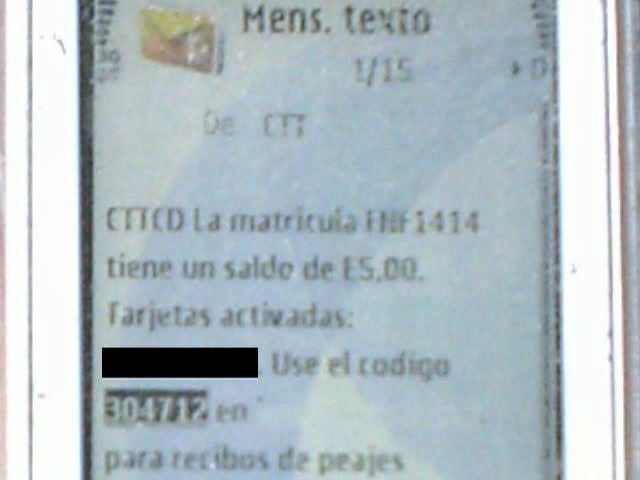 Mens. texto
1/15
De CTT
CTTCD La matricula FNF1414
tiene un saldo de E5,00.
Tarjetas activadas:
. Use el codigo
304712 en
para recibos de peajes